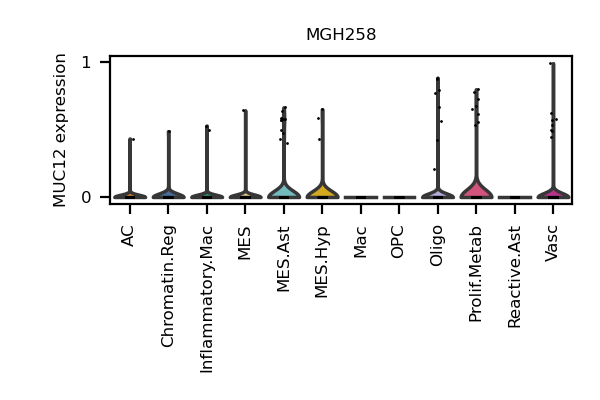 MGH258
MUC12 expression
1
0
AC
Chromatin.Reg
Inflammatory.Mac
MES
MES.Ast
MES.Hyp
Mac
OPC
Oligo
Prolif.Metab
Reactive.Ast
Vasc